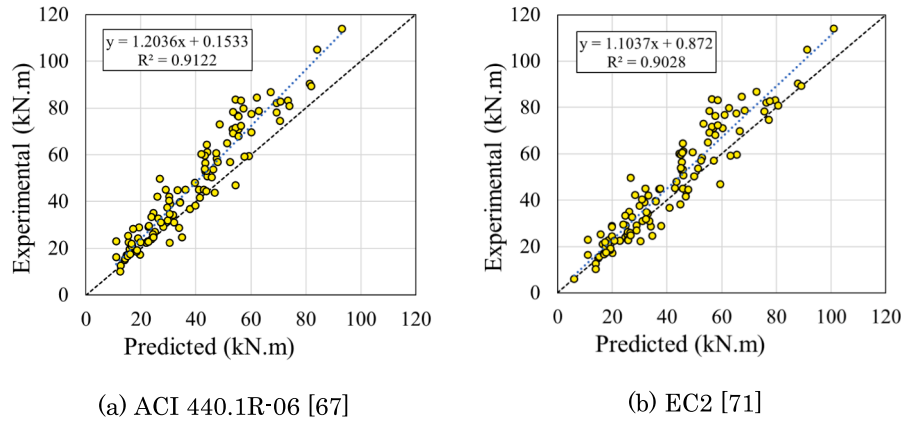 y = 1.2036x + 0.1533
R² = 0.9122
Experimental (kN.m)
120
100
80
60
40
20
0
0 20 40 60 80 100 120
Predicted (kN.m)
(a) ACI 440.1R-06 [67]
y = 1.1037x + 0.872
R² = 0.9028
Experimental (kN.m)
120
100
80
60
40
20
0
0 20 40 60 80 100 120
Predicted (kN.m)
(b) EC2 [71]